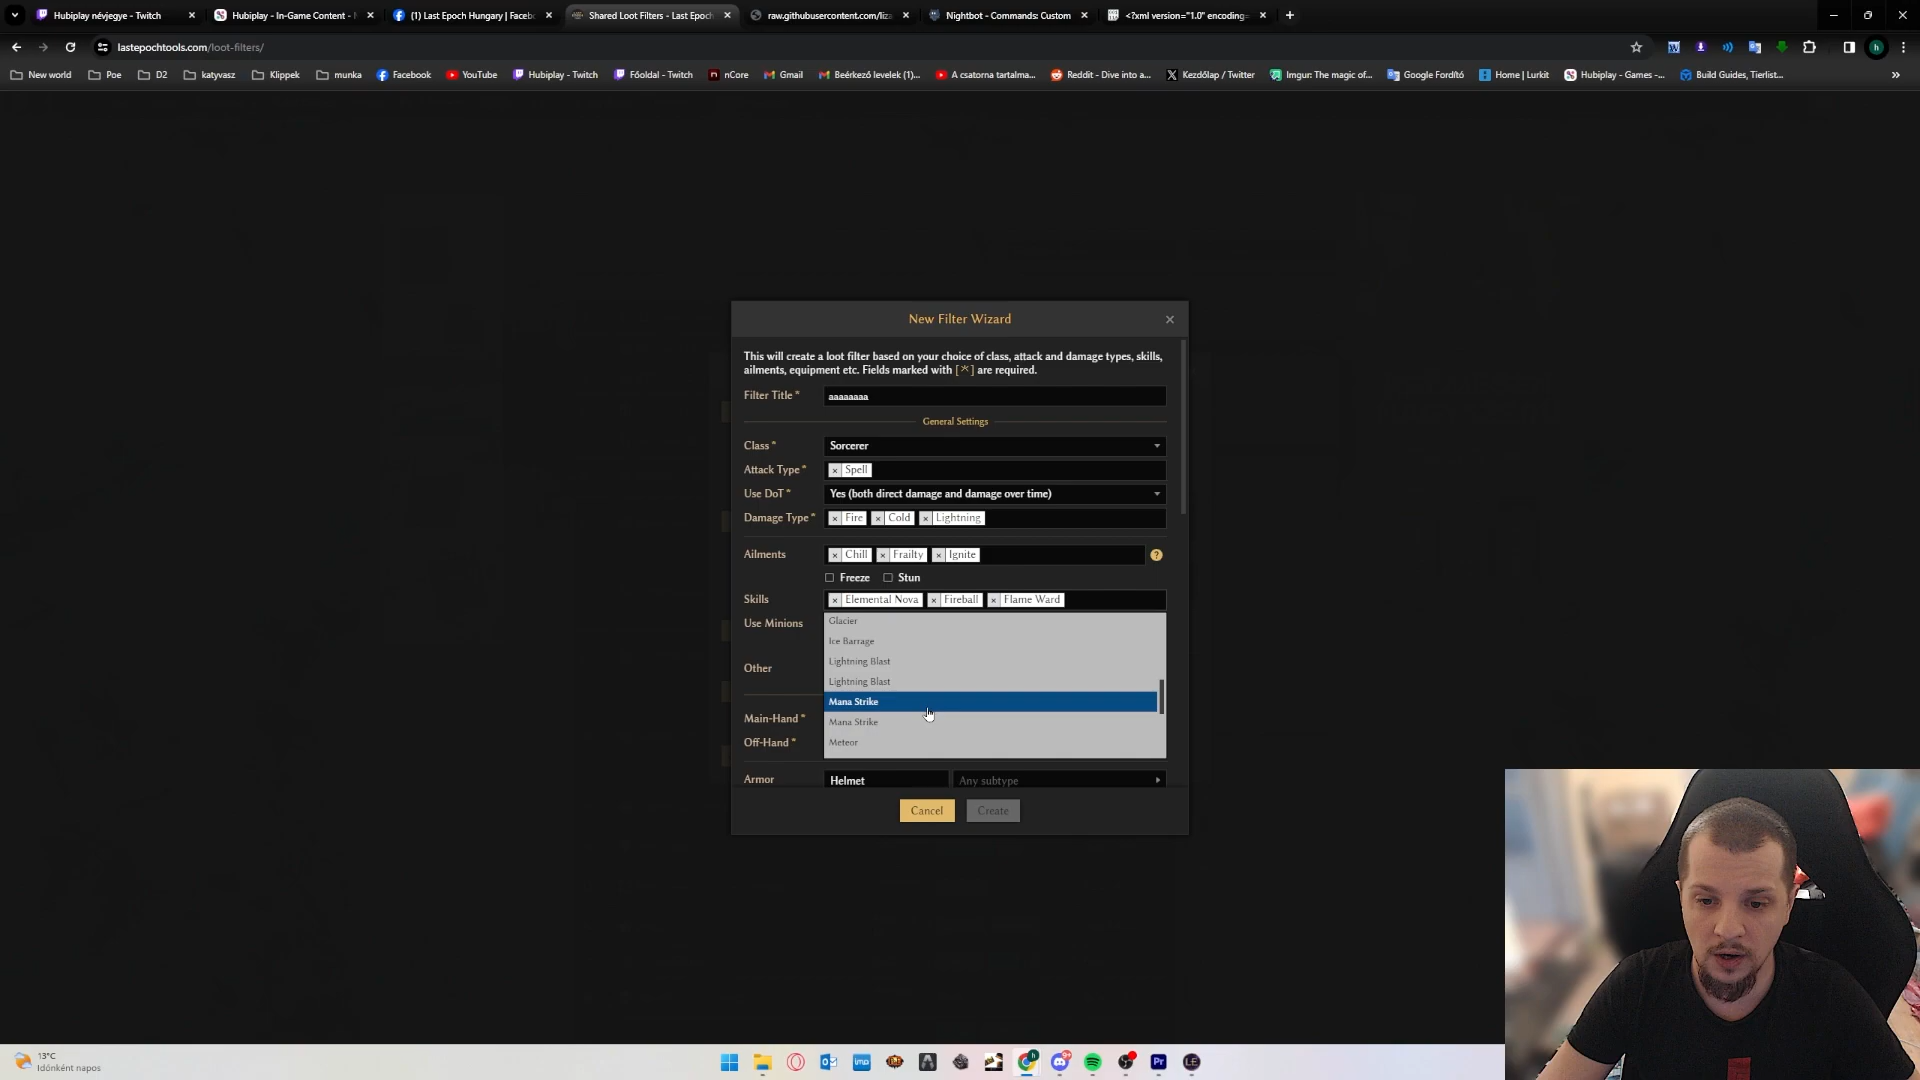 Hubiplay névjegye - Twitch
Hubiplay - In-Game Content -
(1) Last Epoch Hungary | Faceb
Shared Loot Filters - Last Epoch
raw.githubusercontent.com/liza
Nightbot - Commands: Custom
<?xml version="1.0" encoding=
lastepochtools.com/loot-filters/
New world
Poe
D2
katyvasz
Klippek
munka
Facebook
YouTube
Hubiplay - Twitch
Főoldal - Twitch
nCore
Gmail
Beérkező levelek (1)...
A csatorna tartalma...
Reddit - Dive into a...
Kezdőlap / Twitter
Imgur: The magic of...
Google Fordító
Home | Lurkit
Hubiplay - Games -...
Build Guides, Tierlist...
New Filter Wizard
This will create a loot filter based on your choice of class, attack and damage types, skills,
ailments, equipment etc. Fields marked with [*] are required.
Filter Title * aaaaaaaa
General Settings
Class * Sorcerer
Attack Type * × Spell
Use DoT * Yes (both direct damage and damage over time)
Damage Type * × Fire × Cold × Lightning
Ailments × Chill × Frailty × Ignite ?
Freeze Stun
Skills × Elemental Nova × Fireball × Flame Ward
Glacier
Use Minions
Ice Barrage
Lightning Blast
Other
Lightning Blast
Mana Strike
Main-Hand *
Mana Strike
Off-Hand *
Meteor
Armor Helmet Any subtype
Cancel Create
13°C
Időnként napos